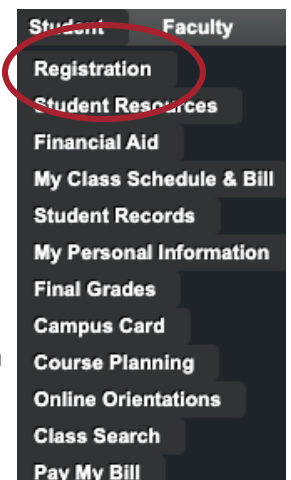 Student Faculty
Registration
Student Resources
Financial Aid
My Class Schedule & Bill
Student Records
My Personal Information
Final Grades
Campus Card
Course Planning
Online Orientations
Class Search
Pay My Bill